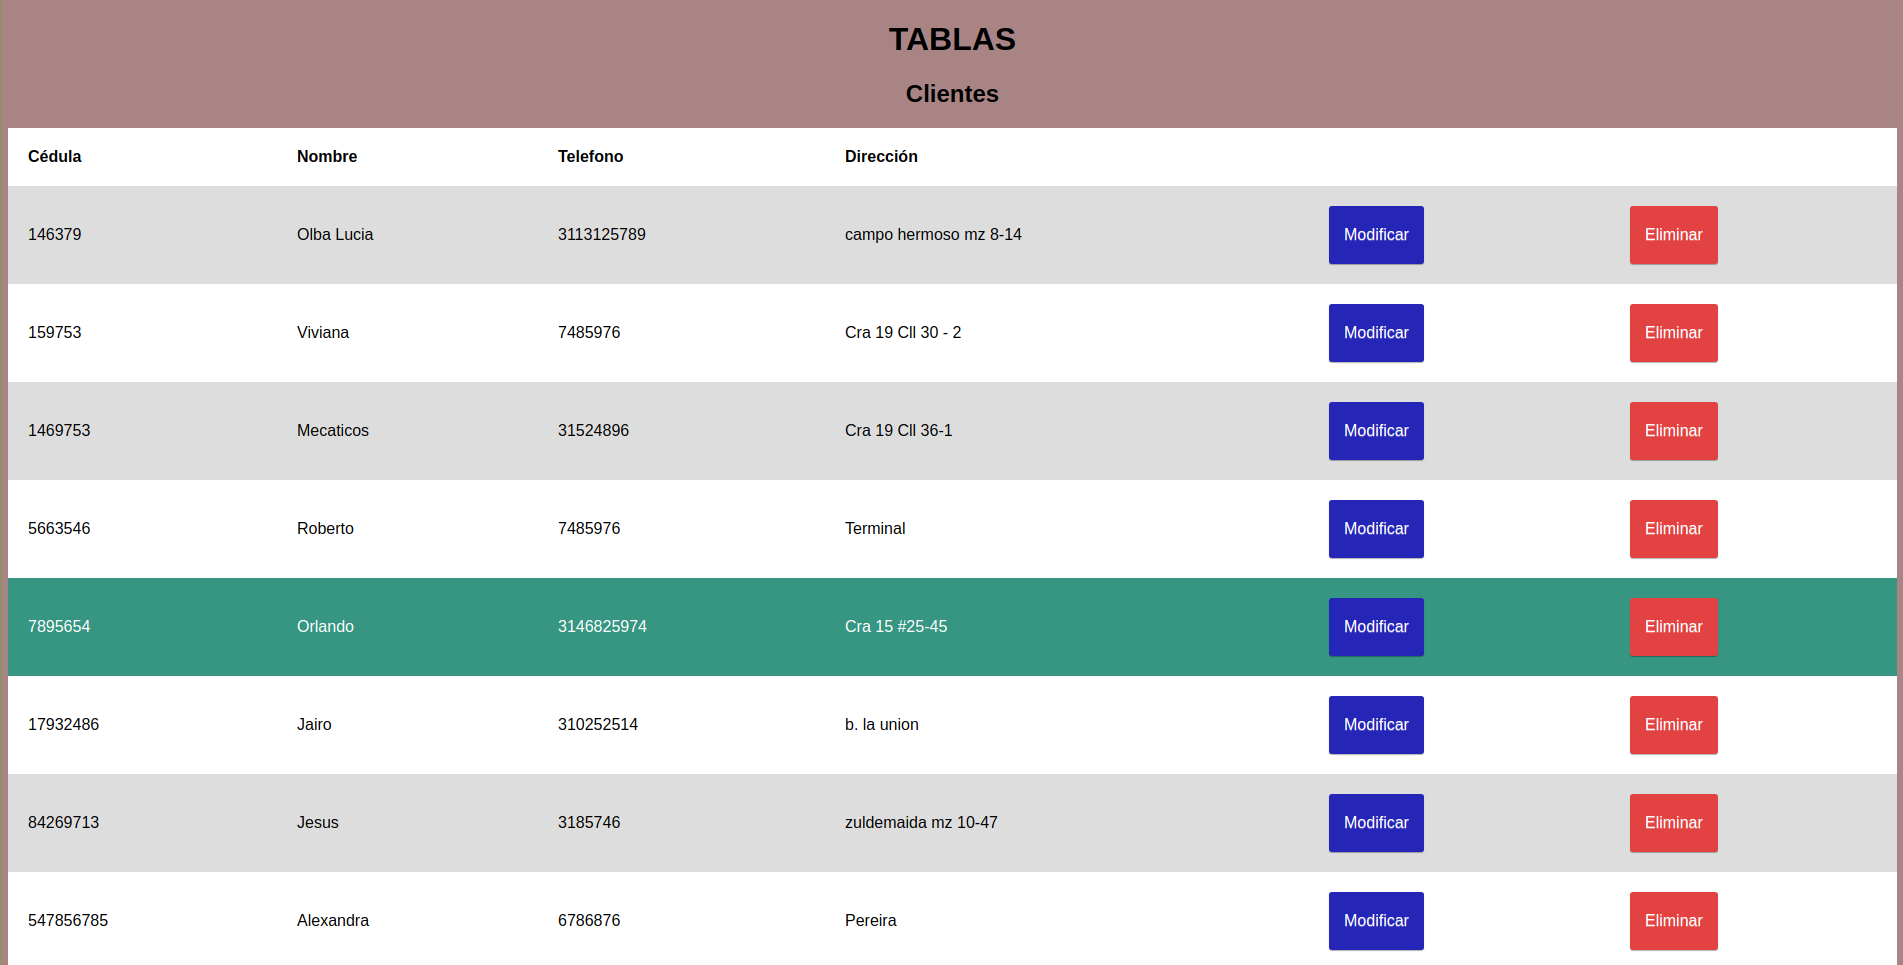 TABLAS
Clientes
Cédula Nombre Telefono Dirección
146379 Olba Lucia 3113125789 campo hermoso mz 8-14 Modificar Eliminar
159753 Viviana 7485976 Cra 19 Cll 30 - 2 Modificar Eliminar
1469753 Mecaticos 31524896 Cra 19 Cll 36-1 Modificar Eliminar
5663546 Roberto 7485976 Terminal Modificar Eliminar
7895654 Orlando 3146825974 Cra 15 #25-45 Modificar Eliminar
17932486 Jairo 310252514 b. la union Modificar Eliminar
84269713 Jesus 3185746 zuldemaida mz 10-47 Modificar Eliminar
547856785 Alexandra 6786876 Pereira Modificar Eliminar